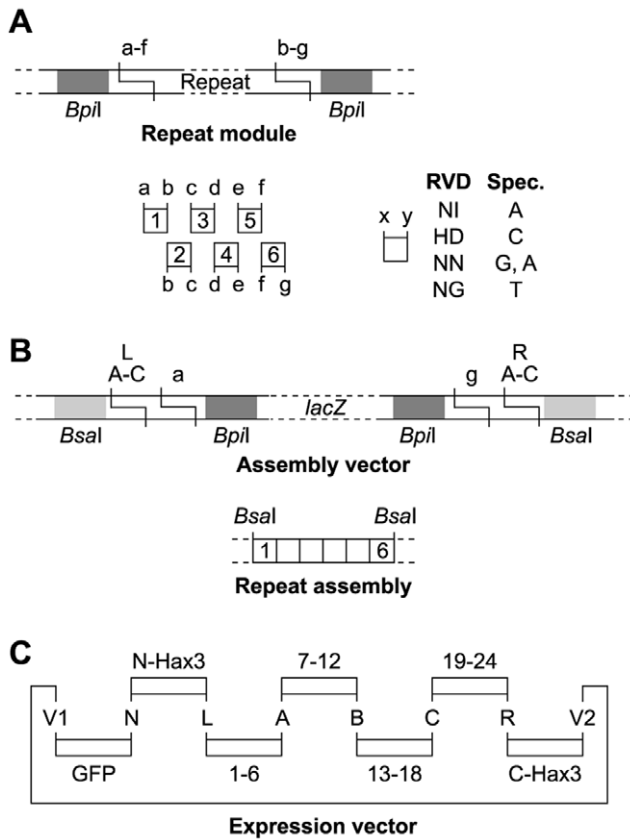 A
a-f b-g
Repeat
BpiI BpiI
Repeat module
a b c d e f
1 3 5
2 4 6
b c d e f g
x y
RVD Spec.
NI A
HD C
NN G, A
NG T
B
L R
A-C a g A-C
lacZ
BsaI BpiI BpiI BsaI
Assembly vector
BsaI BsaI
1 6
Repeat assembly
C
N-Hax3 7-12 19-24
V1 N L A B C R V2
GFP 1-6 13-18 C-Hax3
Expression vector